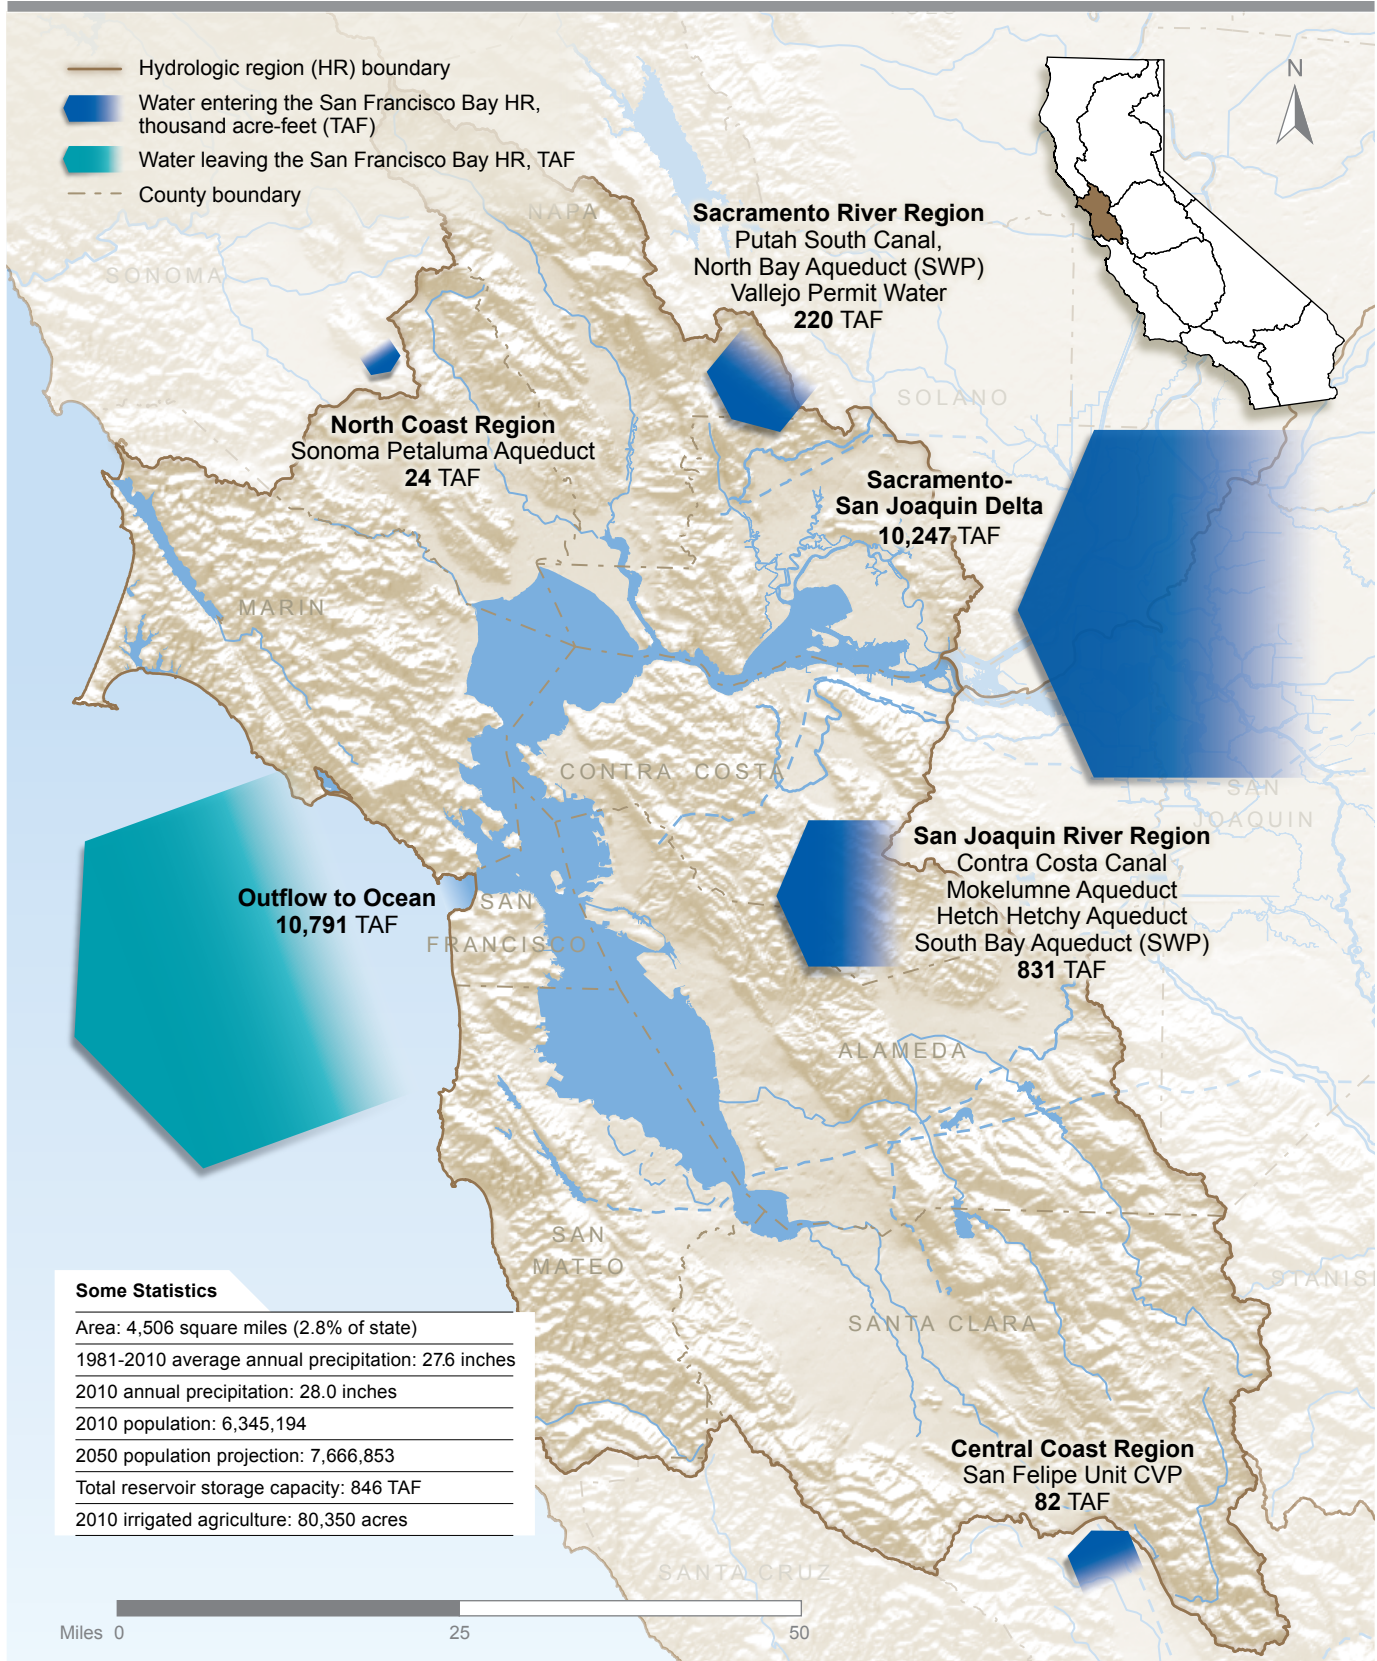 Hydrologic region (HR) boundary
Water entering the San Francisco Bay HR,
thousand acre-feet (TAF)
Water leaving the San Francisco Bay HR, TAF
County boundary
N
NAPA
SONOMA
Sacramento River Region
Putah South Canal,
North Bay Aqueduct (SWP)
Vallejo Permit Water
220 TAF
SOLANO
North Coast Region
Sonoma Petaluma Aqueduct
24 TAF
Sacramento-
San Joaquin Delta
10,247 TAF
MARIN
CONTRA COSTA
SAN
JOAQUIN
San Joaquin River Region
Contra Costa Canal
Mokelumne Aqueduct
Hetch Hetchy Aqueduct
South Bay Aqueduct (SWP)
831 TAF
Outflow to Ocean
10,791 TAF
SAN
FRANCISCO
ALAMEDA
SAN
MATEO
STANIS
SANTA CLARA
Some Statistics
Area: 4,506 square miles (2.8% of state)
1981-2010 average annual precipitation: 27.6 inches
2010 annual precipitation: 28.0 inches
2010 population: 6,345,194
2050 population projection: 7,666,853
Total reservoir storage capacity: 846 TAF
2010 irrigated agriculture: 80,350 acres
Central Coast Region
San Felipe Unit CVP
82 TAF
SANTA CRUZ
Miles 0 25 50